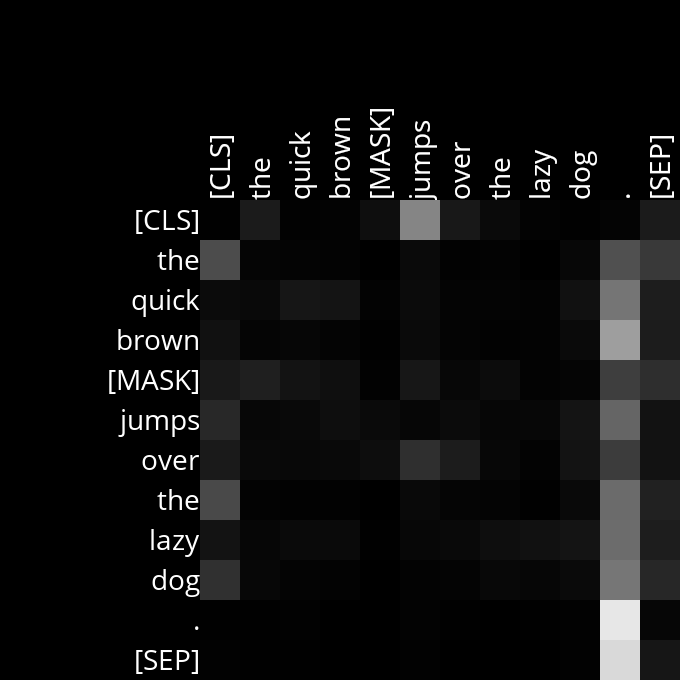 [CLS]
the
quick
brown
[MASK]
jumps
over
the
lazy
dog
.
[SEP]
[CLS]
the
quick
brown
[MASK]
jumps
over
the
lazy
dog
.
[SEP]